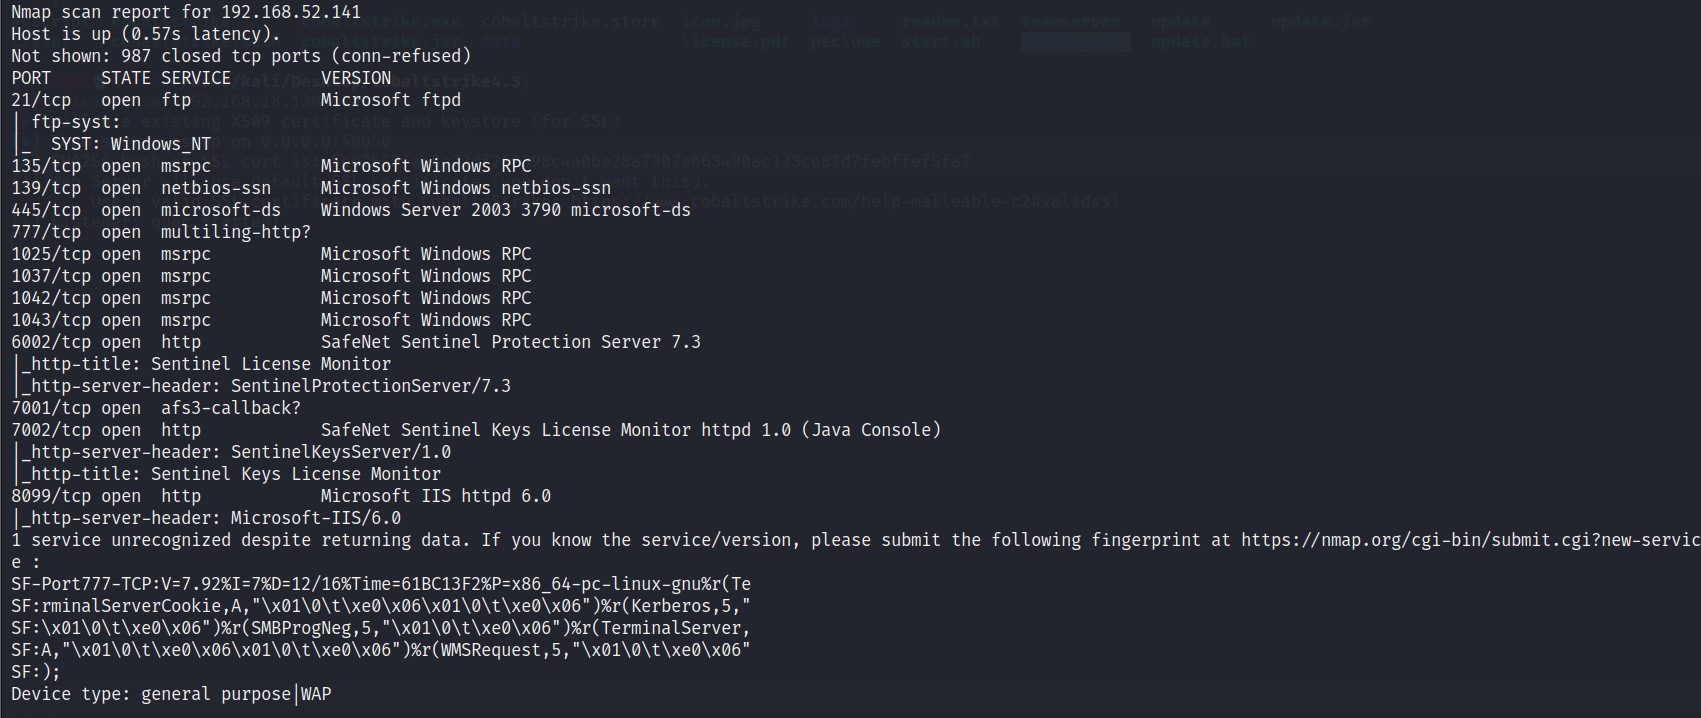 Nmap scan report for 192.168.52.141
Host is up (0.57s latency).
Not shown: 987 closed tcp ports (conn-refused)
PORT     STATE SERVICE         VERSION
21/tcp   open  ftp             Microsoft ftpd
| ftp-syst:
|_  SYST: Windows_NT
135/tcp  open  msrpc           Microsoft Windows RPC
139/tcp  open  netbios-ssn     Microsoft Windows netbios-ssn
445/tcp  open  microsoft-ds    Windows Server 2003 3790 microsoft-ds
777/tcp  open  multiling-http?
1025/tcp open  msrpc           Microsoft Windows RPC
1037/tcp open  msrpc           Microsoft Windows RPC
1042/tcp open  msrpc           Microsoft Windows RPC
1043/tcp open  msrpc           Microsoft Windows RPC
6002/tcp open  http            SafeNet Sentinel Protection Server 7.3
|_http-title: Sentinel License Monitor
|_http-server-header: SentinelProtectionServer/7.3
7001/tcp open  afs3-callback?
7002/tcp open  http            SafeNet Sentinel Keys License Monitor httpd 1.0 (Java Console)
|_http-server-header: SentinelKeysServer/1.0
|_http-title: Sentinel Keys License Monitor
8099/tcp open  http            Microsoft IIS httpd 6.0
|_http-server-header: Microsoft-IIS/6.0
1 service unrecognized despite returning data. If you know the service/version, please submit the following fingerprint at https://nmap.org/cgi-bin/submit.cgi?new-servic
e :
SF-Port777-TCP:V=7.92%I=7%D=12/16%Time=61BC13F2%P=x86_64-pc-linux-gnu%r(Te
SF:rminalServerCookie,A,"\x01\0\t\xe0\x06\x01\0\t\xe0\x06")%r(Kerberos,5,"
SF:\x01\0\t\xe0\x06")%r(SMBProgNeg,5,"\x01\0\t\xe0\x06")%r(TerminalServer,
SF:A,"\x01\0\t\xe0\x06\x01\0\t\xe0\x06")%r(WMSRequest,5,"\x01\0\t\xe0\x06"
SF:);
Device type: general purpose|WAP